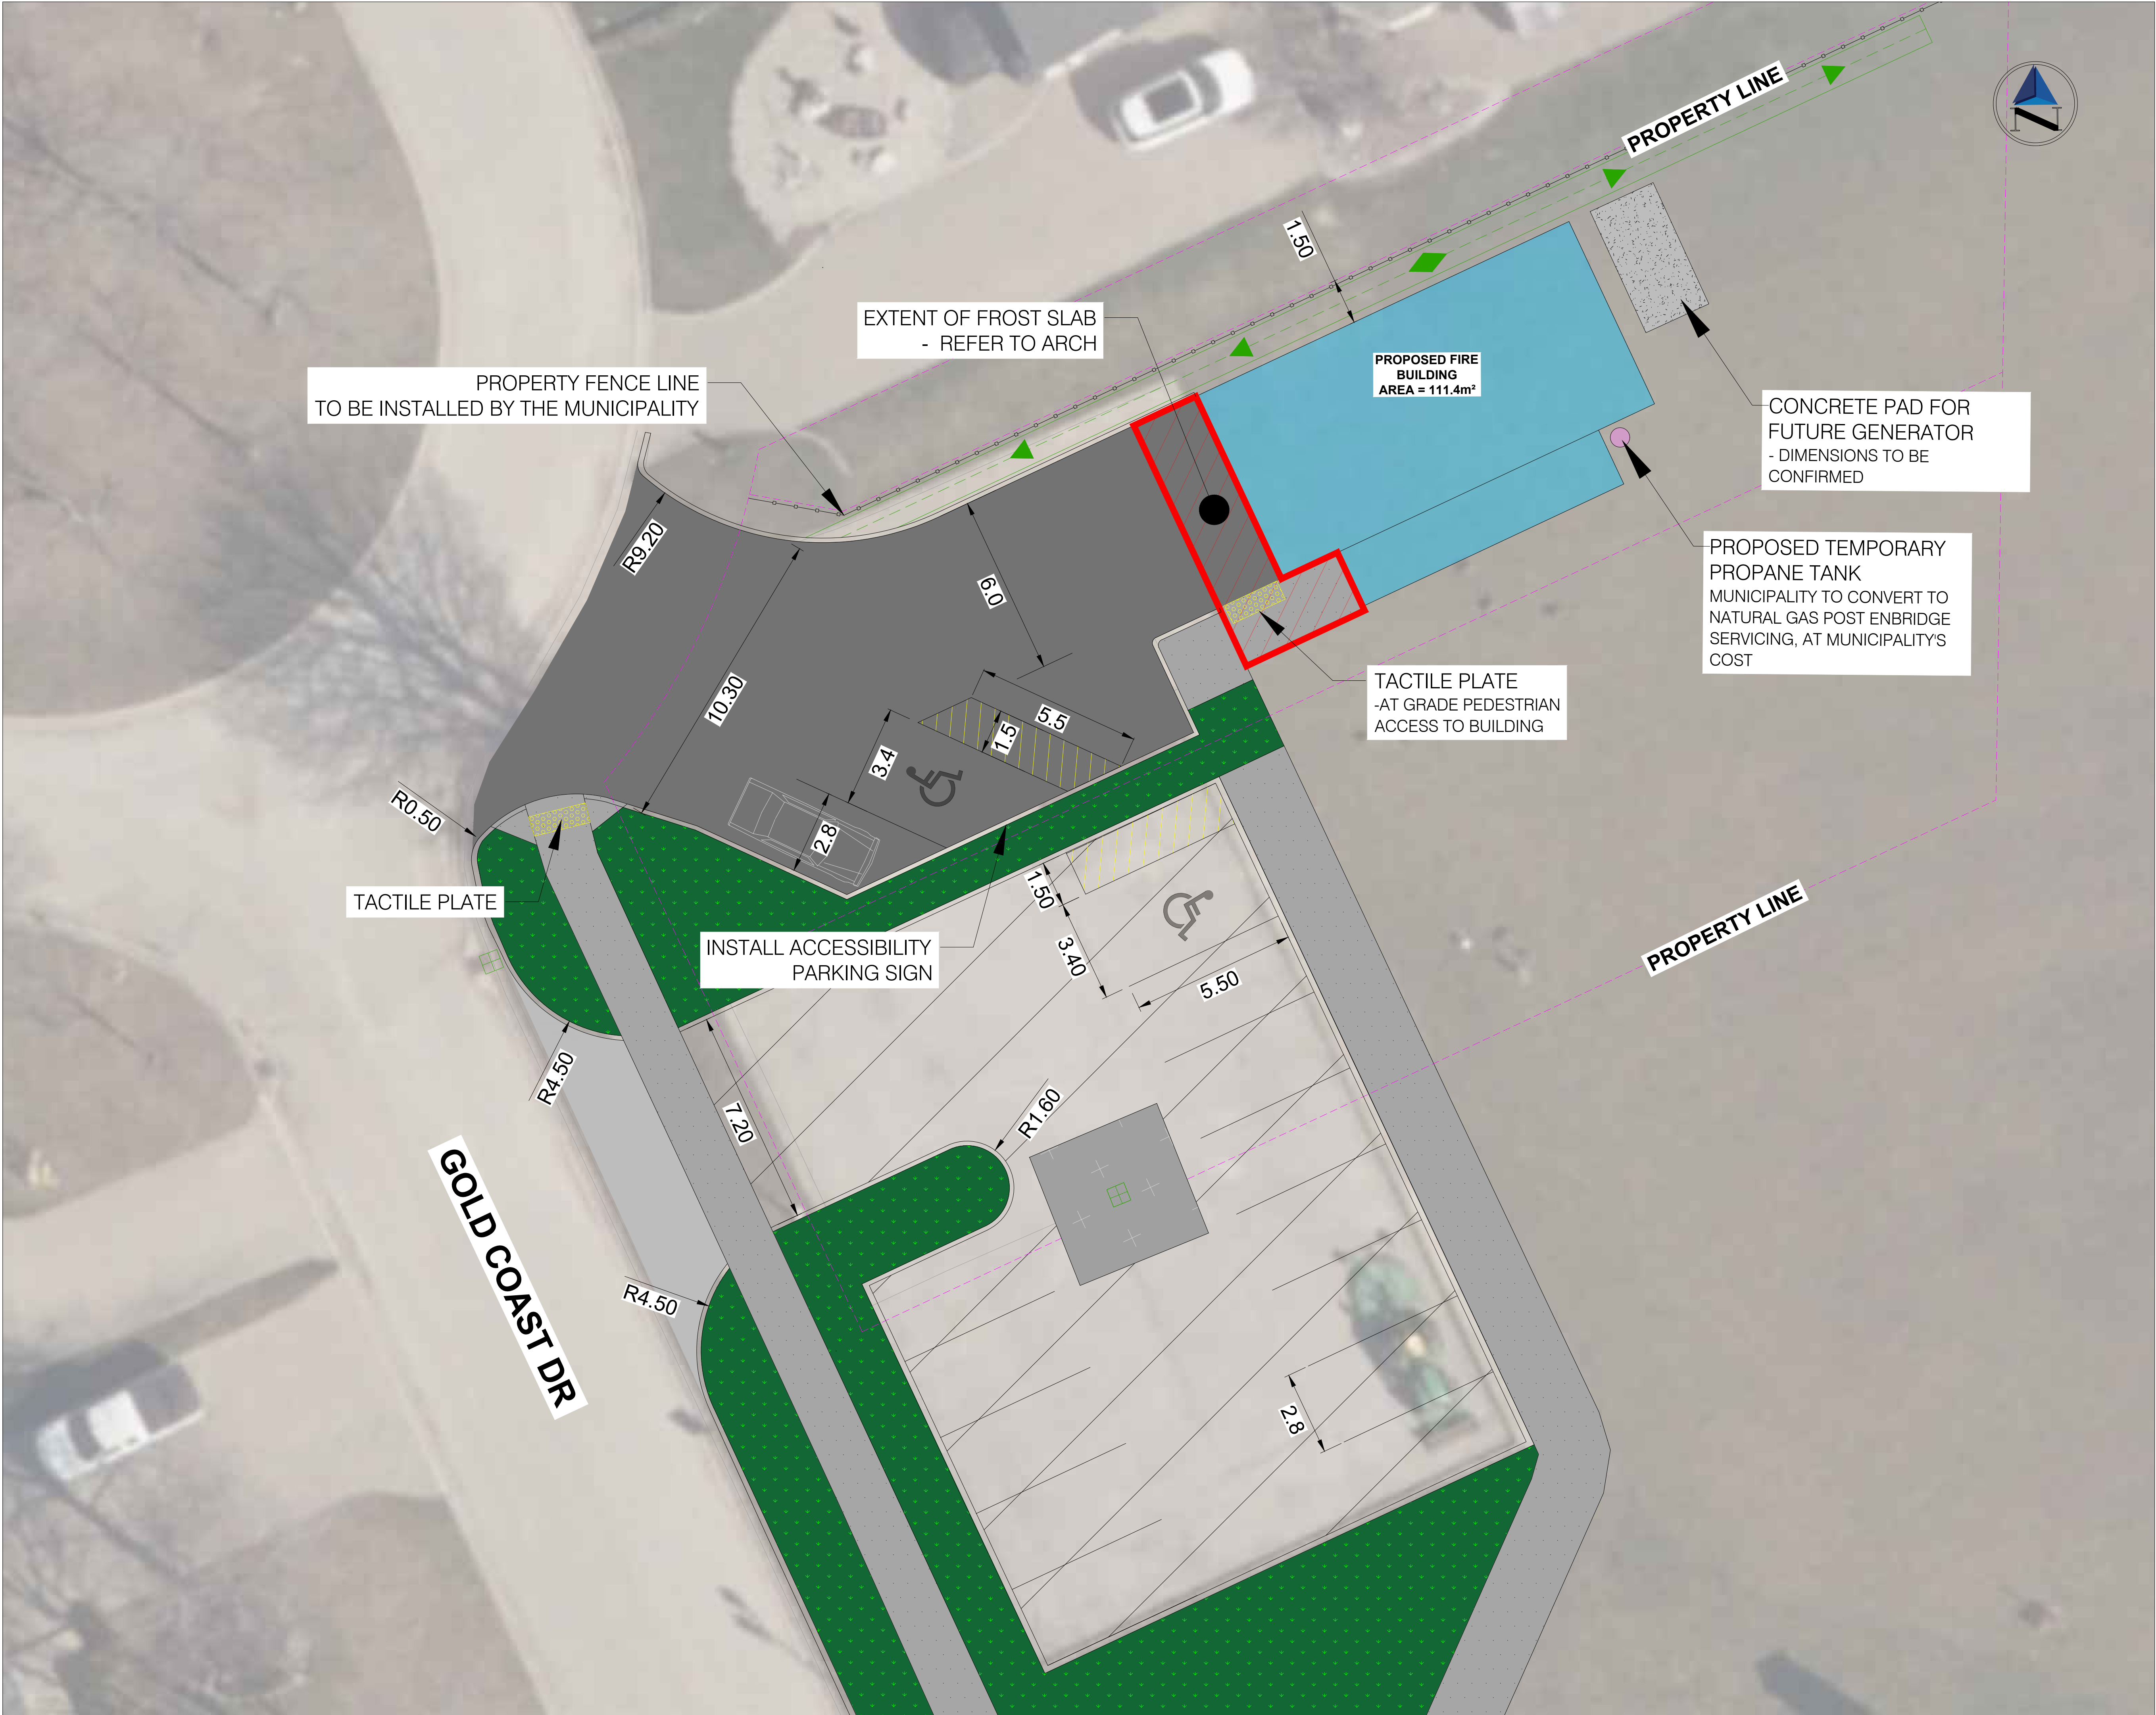 PROPERTY LINE
N
1.50
EXTENT OF FROST SLAB
- REFER TO ARCH
PROPOSED FIRE
BUILDING
AREA = 111.4m²
PROPERTY FENCE LINE
TO BE INSTALLED BY THE MUNICIPALITY
CONCRETE PAD FOR
FUTURE GENERATOR
- DIMENSIONS TO BE
CONFIRMED
R9.20
6.0
PROPOSED TEMPORARY
PROPANE TANK
MUNICIPALITY TO CONVERT TO
NATURAL GAS POST ENBRIDGE
SERVICING, AT MUNICIPALITY'S
COST
10.30
5.5
1.5
3.4
TACTILE PLATE
-AT GRADE PEDESTRIAN
ACCESS TO BUILDING
R0.50
2.8
TACTILE PLATE
1.50
INSTALL ACCESSIBILITY
PARKING SIGN
3.40
5.50
PROPERTY LINE
R4.50
7.20
R1.60
GOLD COAST DR
R4.50
2.8